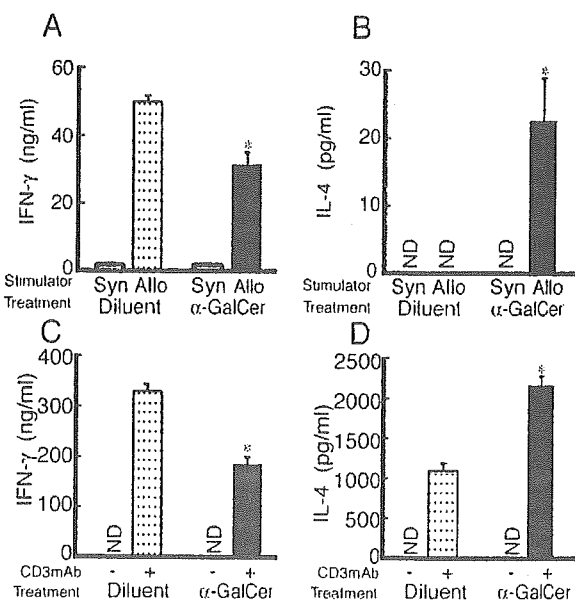 A
B
60
40
20
0
IFN-γ (ng/ml)
*
30
20
10
0
IL-4 (pg/ml)
ND
ND
ND
*
Stimulator
Syn Allo
Syn Allo
Syn Allo
Syn Allo
Treatment
Diluent
α-GalCer
Diluent
α-GalCer
C
D
400
300
200
100
0
IFN-γ (ng/ml)
ND
ND
*
2500
2000
1500
1000
500
0
IL-4 (pg/ml)
ND
ND
*
CD3mAb
- + - +
CD3mAb
- + - +
Treatment
Diluent
α-GalCer
Treatment
Diluent
α-GalCer